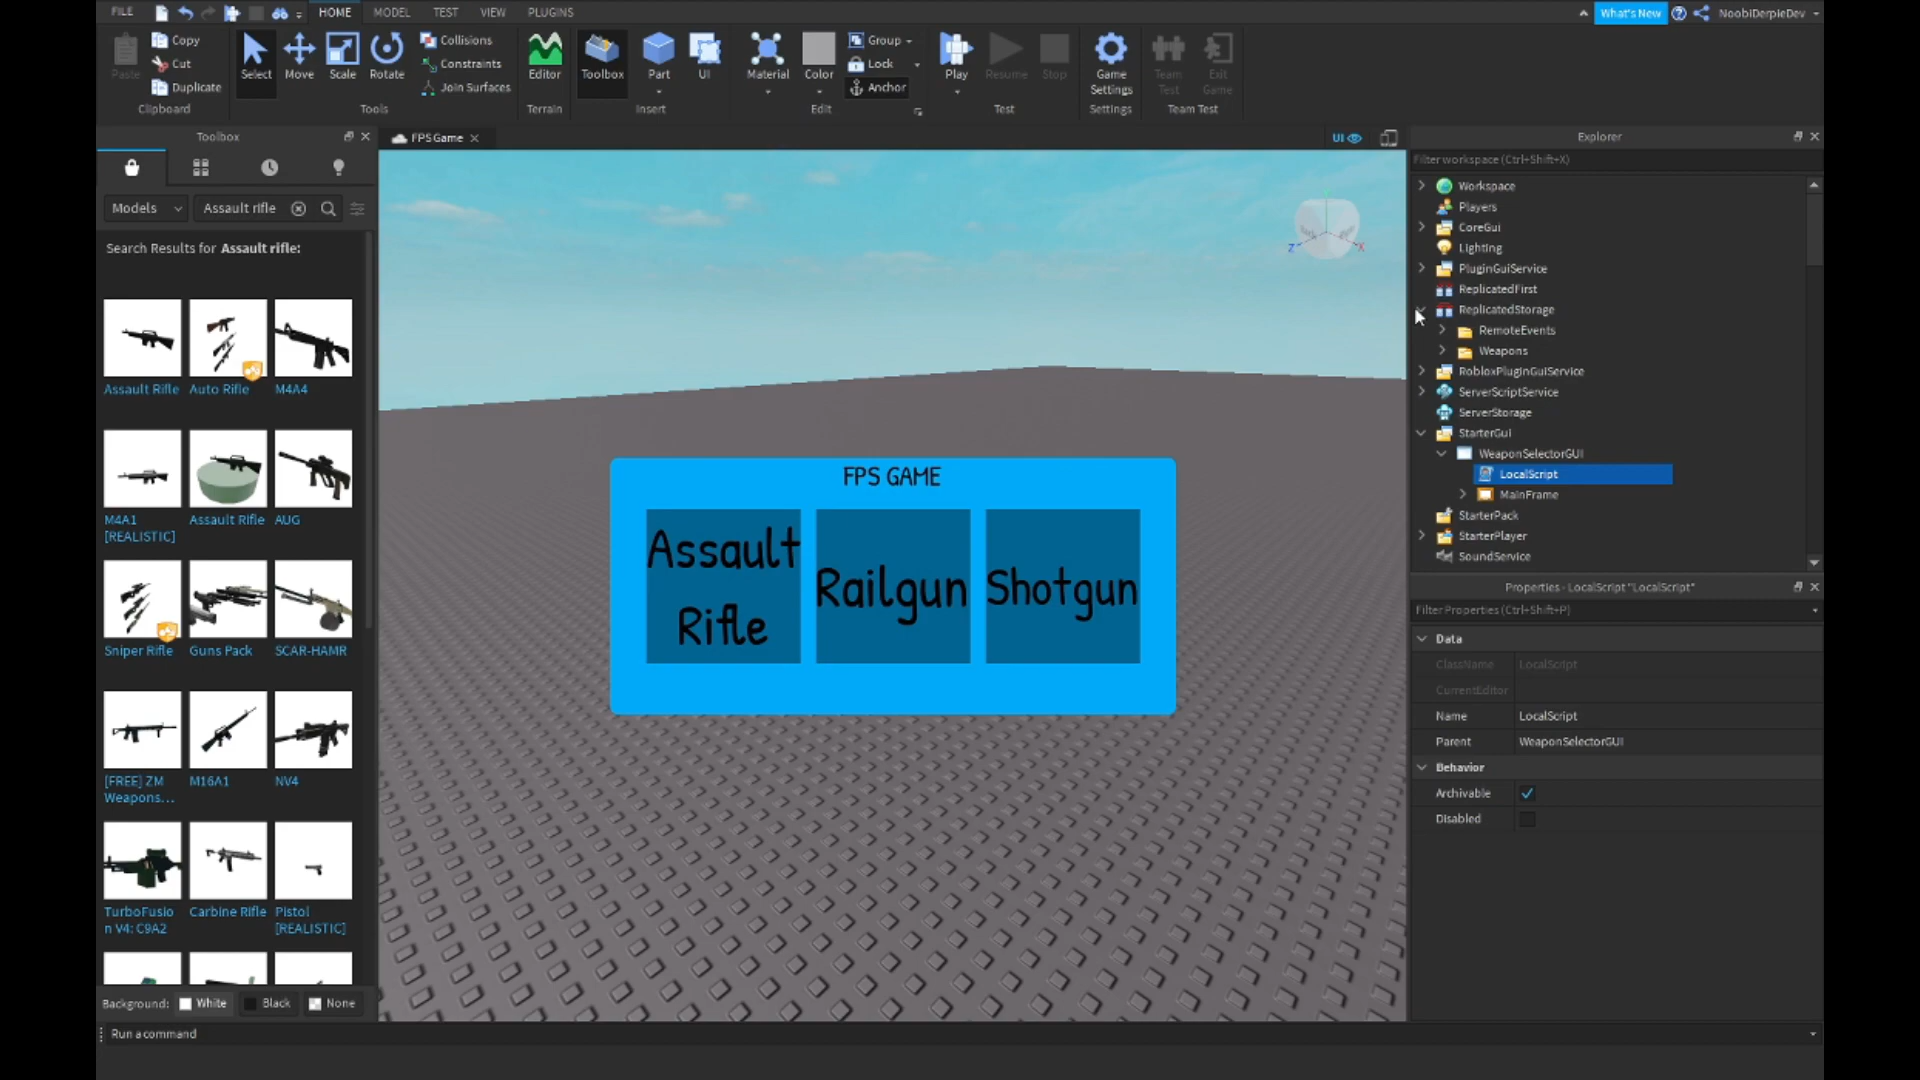 FILE HOME MODEL TEST VIEW PLUGINS What's New NoobiDerpieDev
Paste Copy Cut Duplicate Clipboard
Select Move Scale Rotate Collisions Constraints Join Surfaces Tools
Editor Terrain
Toolbox Part UI Insert
Material Color Group Lock Anchor Edit
Play Resume Stop Test
Game Settings Settings
Team Test Exit Game Team Test
Toolbox
Models Assault rifle
Search Results for Assault rifle:
Assault Rifle Auto Rifle M4A4
M4A1 [REALISTIC] Assault Rifle AUG
Sniper Rifle Guns Pack SCAR-HAMR
[FREE] ZM Weapons... M16A1 NV4
TurboFusio n V4: C9A2 Carbine Rifle Pistol [REALISTIC]
Background: White Black None
Run a command
FPS Game
UI
FPS GAME
Assault
Rifle
Railgun
Shotgun
Z X
Explorer
Filter workspace (Ctrl+Shift+X)
Workspace
Players
CoreGui
Lighting
PluginGuiService
ReplicatedFirst
ReplicatedStorage
RemoteEvents
Weapons
RobloxPluginGuiService
ServerScriptService
ServerStorage
StarterGui
WeaponSelectorGUI
LocalScript
MainFrame
StarterPack
StarterPlayer
SoundService
Properties - LocalScript "LocalScript"
Filter Properties (Ctrl+Shift+P)
Data
ClassName LocalScript
CurrentEditor
Name LocalScript
Parent WeaponSelectorGUI
Behavior
Archivable
Disabled